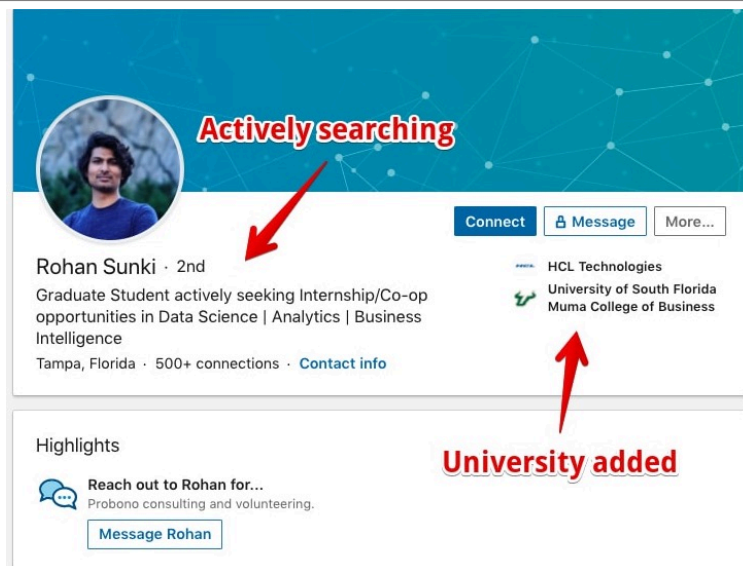 Actively searching
Connect
Message
More...
Rohan Sunki · 2nd
HCL Technologies
Graduate Student actively seeking Internship/Co-op
opportunities in Data Science | Analytics | Business
Intelligence
University of South Florida
Muma College of Business
Tampa, Florida · 500+ connections · Contact info
Highlights
University added
Reach out to Rohan for...
Probono consulting and volunteering.
Message Rohan